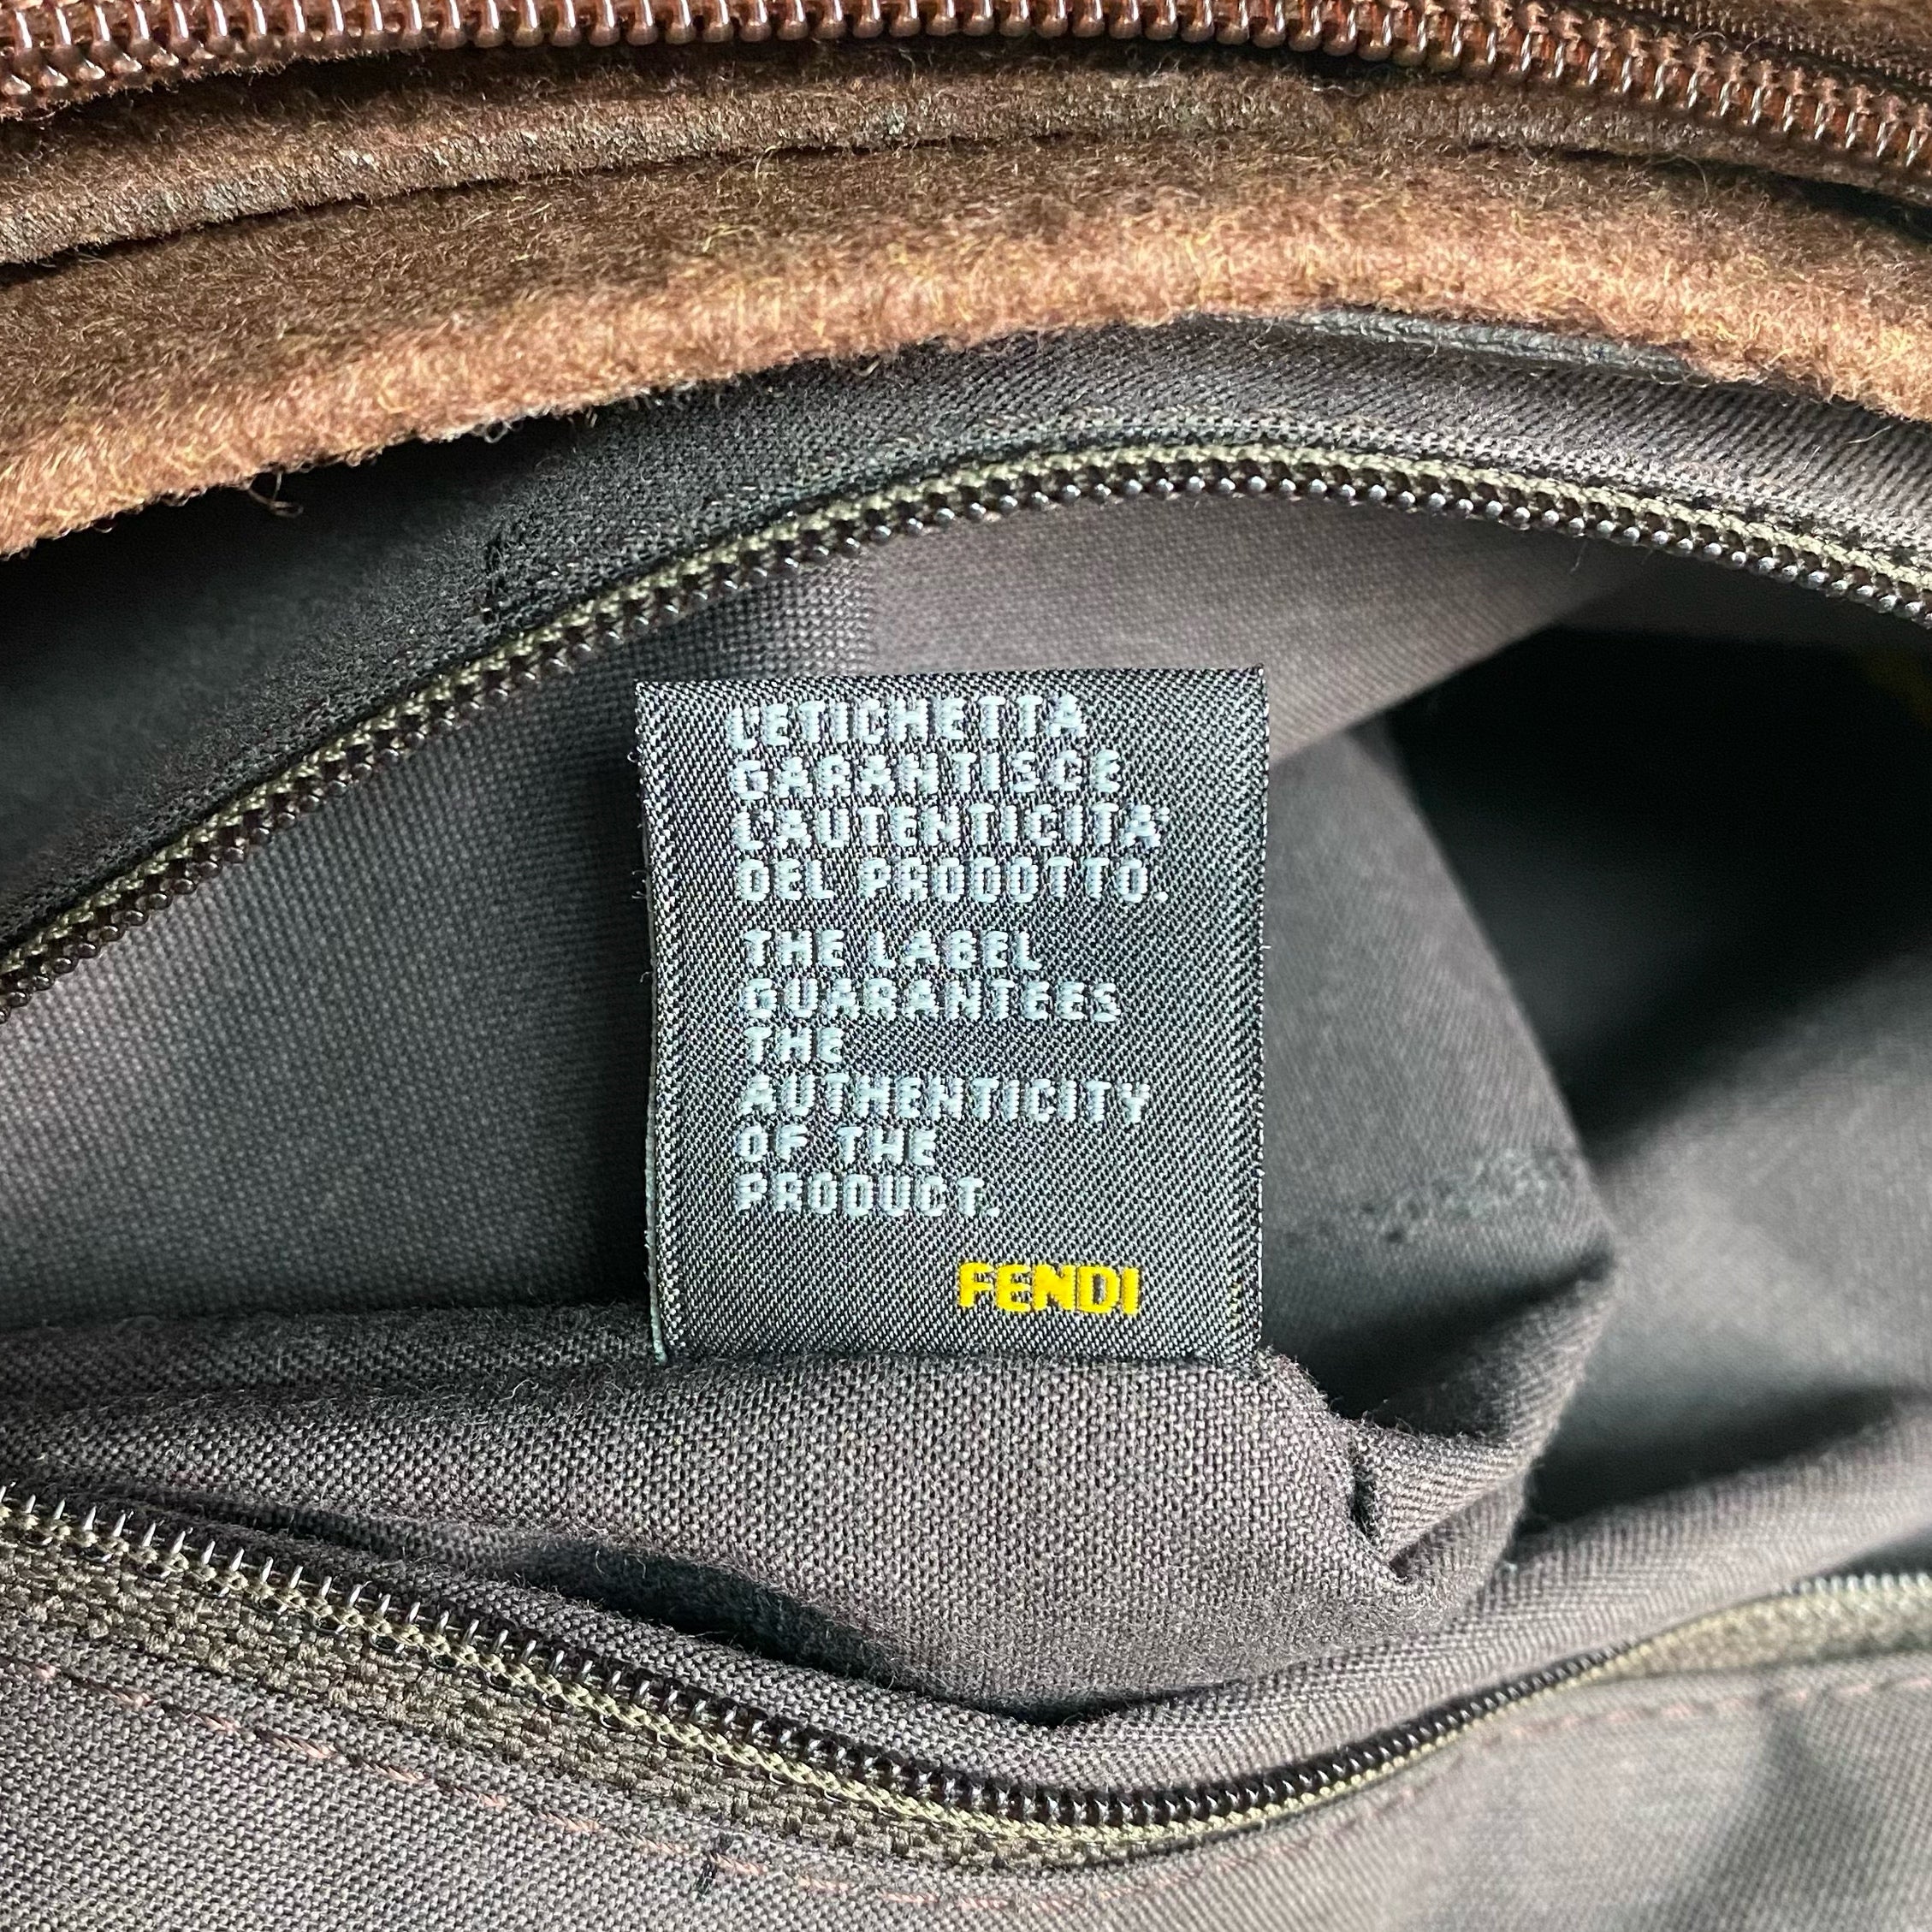 L'ETICHETTA
GARANTISCE
L'AUTENTICITA'
DEL PRODOTTO.
THE LABEL
GUARANTEES
THE
AUTHENTICITY
OF THE
PRODUCT.
FENDI